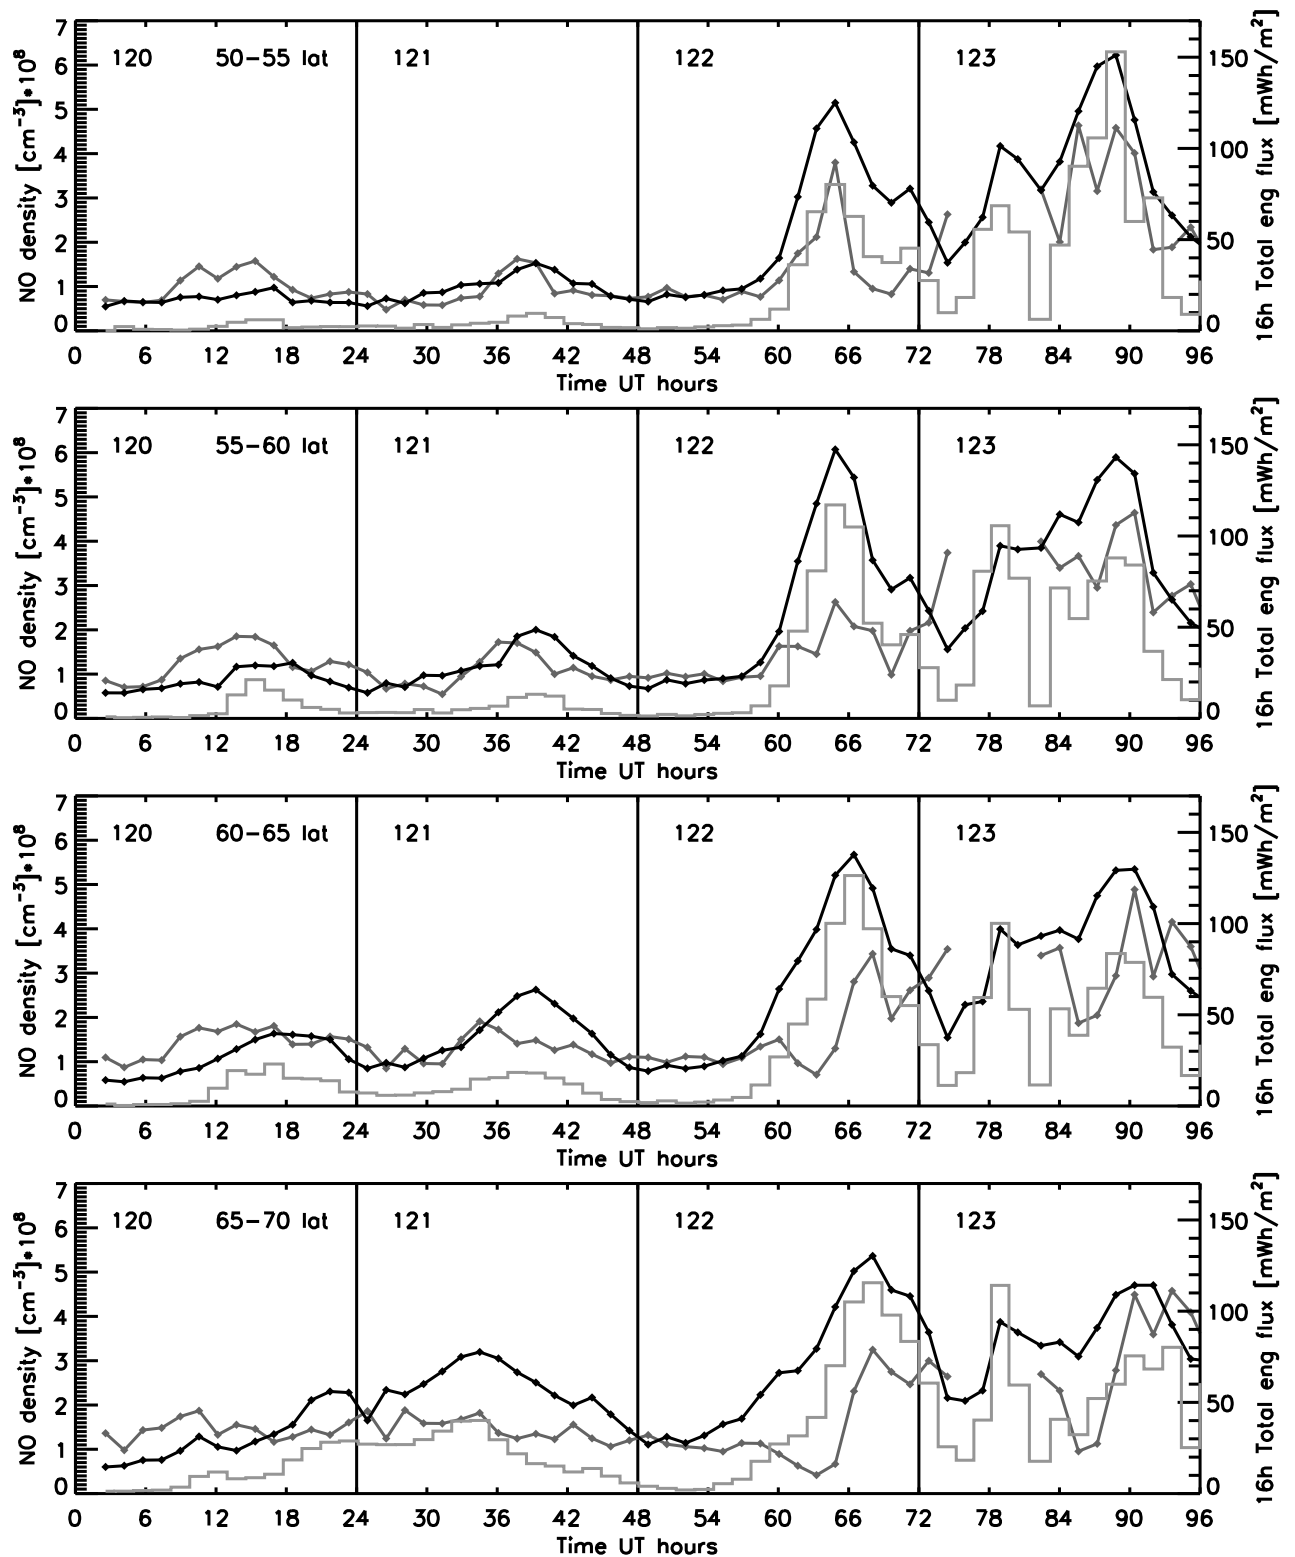 NO density [cm⁻³]*10⁸
7
6
5
4
3
2
1
0
120 50-55 lat 121 122 123
150
100
50
0
16h Total eng flux [mWh/m²]
0 6 12 18 24 30 36 42 48 54 60 66 72 78 84 90 96
Time UT hours
NO density [cm⁻³]*10⁸
7
6
5
4
3
2
1
0
120 55-60 lat 121 122 123
150
100
50
0
16h Total eng flux [mWh/m²]
0 6 12 18 24 30 36 42 48 54 60 66 72 78 84 90 96
Time UT hours
NO density [cm⁻³]*10⁸
7
6
5
4
3
2
1
0
120 60-65 lat 121 122 123
150
100
50
0
16h Total eng flux [mWh/m²]
0 6 12 18 24 30 36 42 48 54 60 66 72 78 84 90 96
Time UT hours
NO density [cm⁻³]*10⁸
7
6
5
4
3
2
1
0
120 65-70 lat 121 122 123
150
100
50
0
16h Total eng flux [mWh/m²]
0 6 12 18 24 30 36 42 48 54 60 66 72 78 84 90 96
Time UT hours